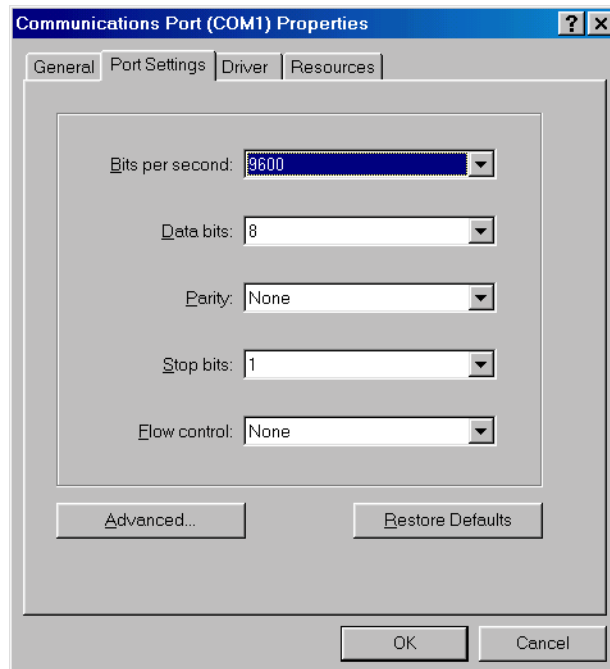 Communications Port (COM1) Properties
General Port Settings Driver Resources
Bits per second: 9600
Data bits: 8
Parity: None
Stop bits: 1
Flow control: None
Advanced... Restore Defaults
OK Cancel